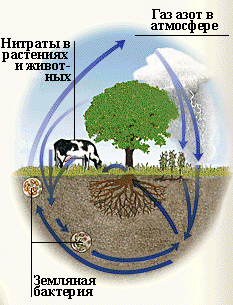 Газ азот в
атмосфере
Нитраты в
растениях
и живот-
ных
Земляная
бактерия